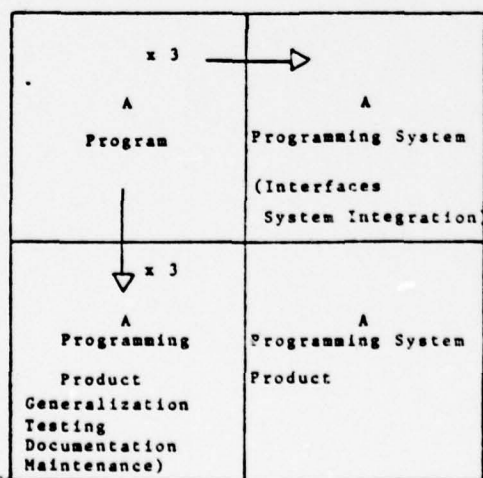 x 3
A
Program
A
Programming System
(Interfaces
System Integration)
x 3
A
Programming
Product
Generalization
Testing
Documentation
Maintenance)
A
Programming System
Product